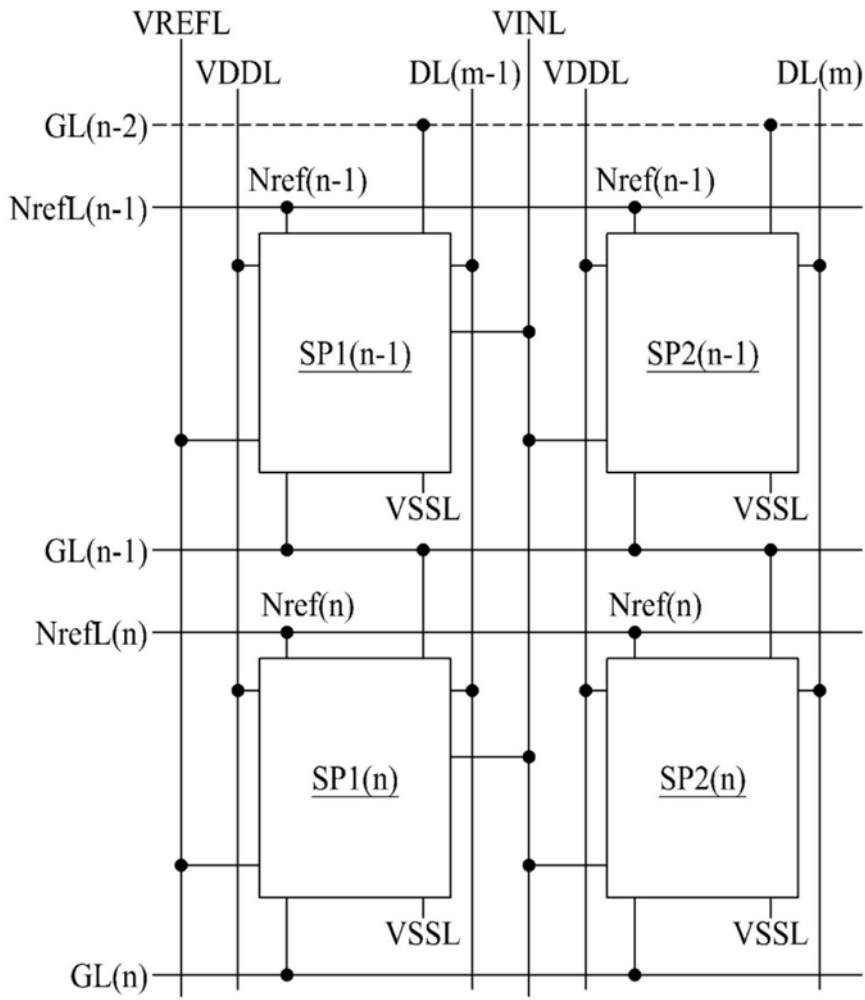 VREFL VINL
VDDL DL(m-1) VDDL DL(m)
GL(n-2)
Nref(n-1) Nref(n-1)
NrefL(n-1)
SP1(n-1) SP2(n-1)
VSSL VSSL
GL(n-1)
Nref(n) Nref(n)
NrefL(n)
SP1(n) SP2(n)
VSSL VSSL
GL(n)